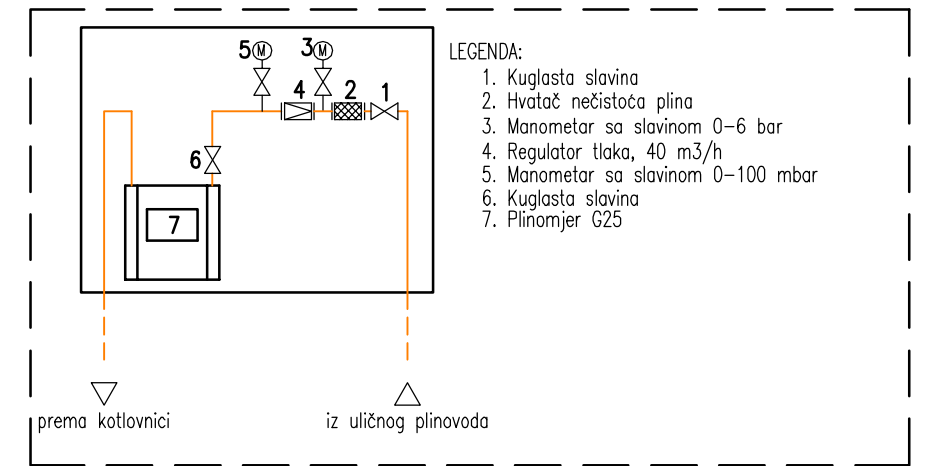 5 M
3 M
4
2
1
6
7
LEGENDA:
1. Kuglasta slavina
2. Hvatač nečistoća plina
3. Manometar sa slavinom 0-6 bar
4. Regulator tlaka, 40 m3/h
5. Manometar sa slavinom 0-100 mbar
6. Kuglasta slavina
7. Plinomjer G25
prema kotlovnici
iz uličnog plinovoda